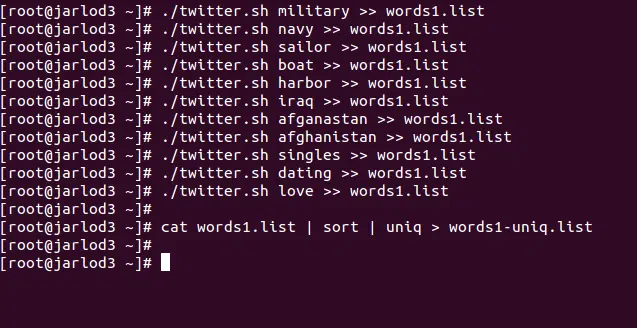 [root@jarlod3 ~]# ./twitter.sh military >> words1.list
[root@jarlod3 ~]# ./twitter.sh navy >> words1.list
[root@jarlod3 ~]# ./twitter.sh sailor >> words1.list
[root@jarlod3 ~]# ./twitter.sh boat >> words1.list
[root@jarlod3 ~]# ./twitter.sh harbor >> words1.list
[root@jarlod3 ~]# ./twitter.sh iraq >> words1.list
[root@jarlod3 ~]# ./twitter.sh afganastan >> words1.list
[root@jarlod3 ~]# ./twitter.sh afghanistan >> words1.list
[root@jarlod3 ~]# ./twitter.sh singles >> words1.list
[root@jarlod3 ~]# ./twitter.sh dating >> words1.list
[root@jarlod3 ~]# ./twitter.sh love >> words1.list
[root@jarlod3 ~]#
[root@jarlod3 ~]# cat words1.list | sort | uniq > words1-uniq.list
[root@jarlod3 ~]#
[root@jarlod3 ~]#